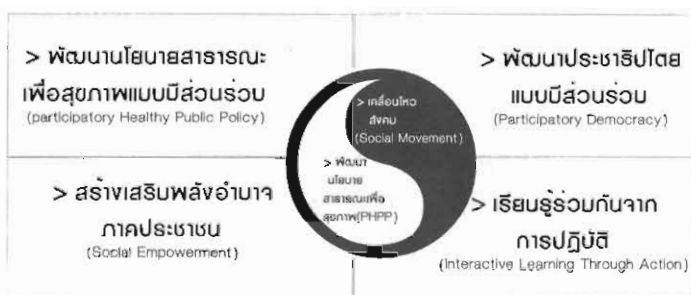 > พัฒนานโยบายสาธารณะ
เพื่อสุขภาพแบบมีส่วนร่วม
(participatory Healthy Public Policy)
> พัฒนาประชาธิปไตย
แบบมีส่วนร่วม
(Participatory Democracy)
> เคลื่อนไหว
สังคม
(Social Movement)
> พัฒนา
นโยบาย
สาธารณะเพื่อ
สุขภาพ(PHPP)
> สร้างเสริมพลังอำนาจ
ภาคประชาชน
(Social Empowerment)
> เรียนรู้ร่วมกันจาก
การปฏิบัติ
(Interactive Learning Through Action)